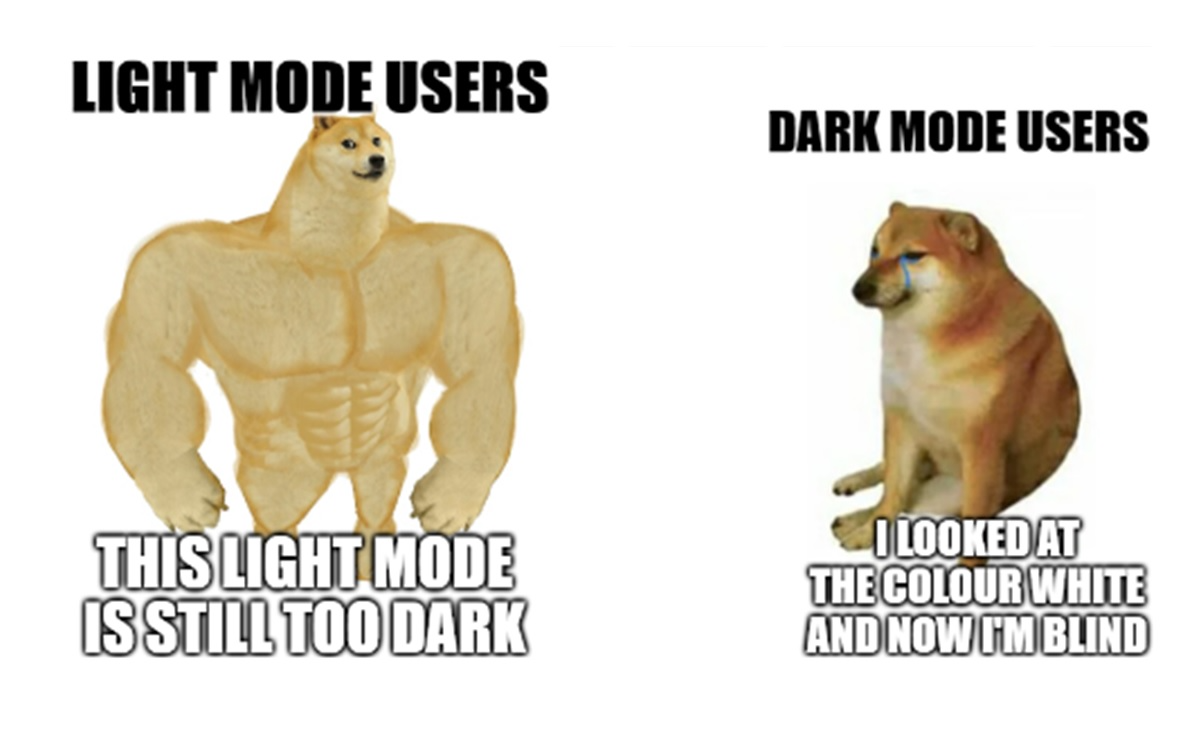 LIGHT MODE USERS
DARK MODE USERS
THIS LIGHT MODE
IS STILL TOO DARK
I LOOKED AT
THE COLOUR WHITE
AND NOW I'M BLIND